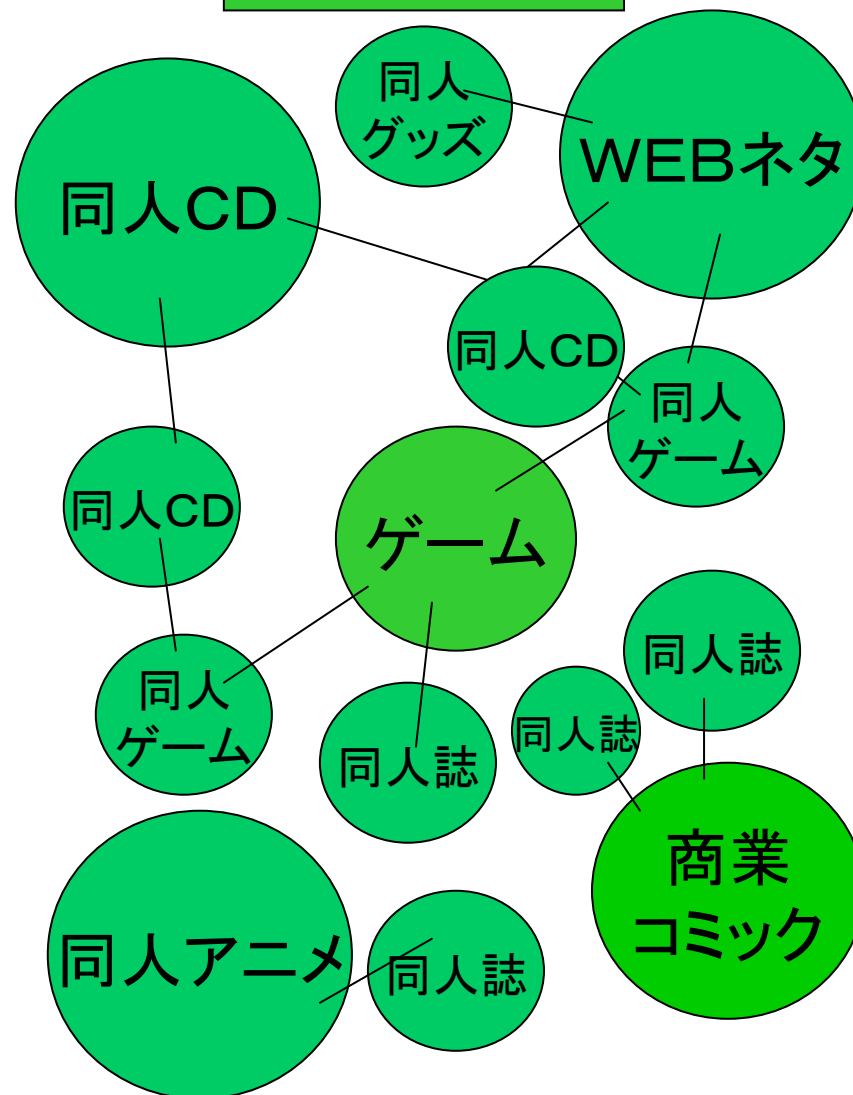 同人
グッズ
WEBネタ
同人CD
同人CD
同人
ゲーム
同人CD
ゲーム
同人誌
同人
ゲーム
同人誌
同人誌
商業
コミック
同人アニメ
同人誌